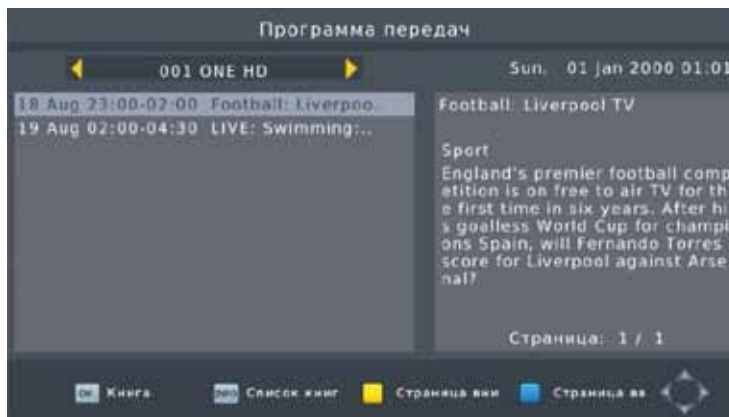 Программа передач
001 ONE HD
Sun. 01 Jan 2000 01:01
18 Aug 23:00-02:00 Football: Liverpoo..
19 Aug 02:00-04:30 LIVE: Swimming:..
Football: Liverpool TV
Sport
England's premier football comp
etition is on free to air TV for th
e first time in six years. After hi
s goalless World Cup for champi
ons Spain, will Fernando Torres
score for Liverpool against Arse
nal?
Страница: 1 / 1
OK Книга INFO Список книг Страница вни Страница вв